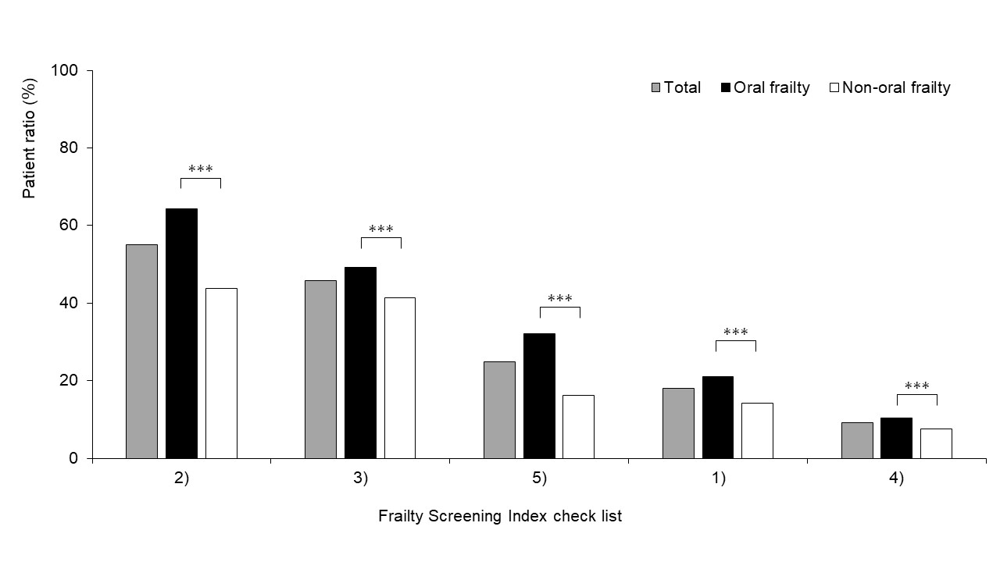 100
Total Oral frailty Non-oral frailty
Patient ratio (%)
80
***
60
***
40
***
***
20
***
0
2) 3) 5) 1) 4)
Frailty Screening Index check list